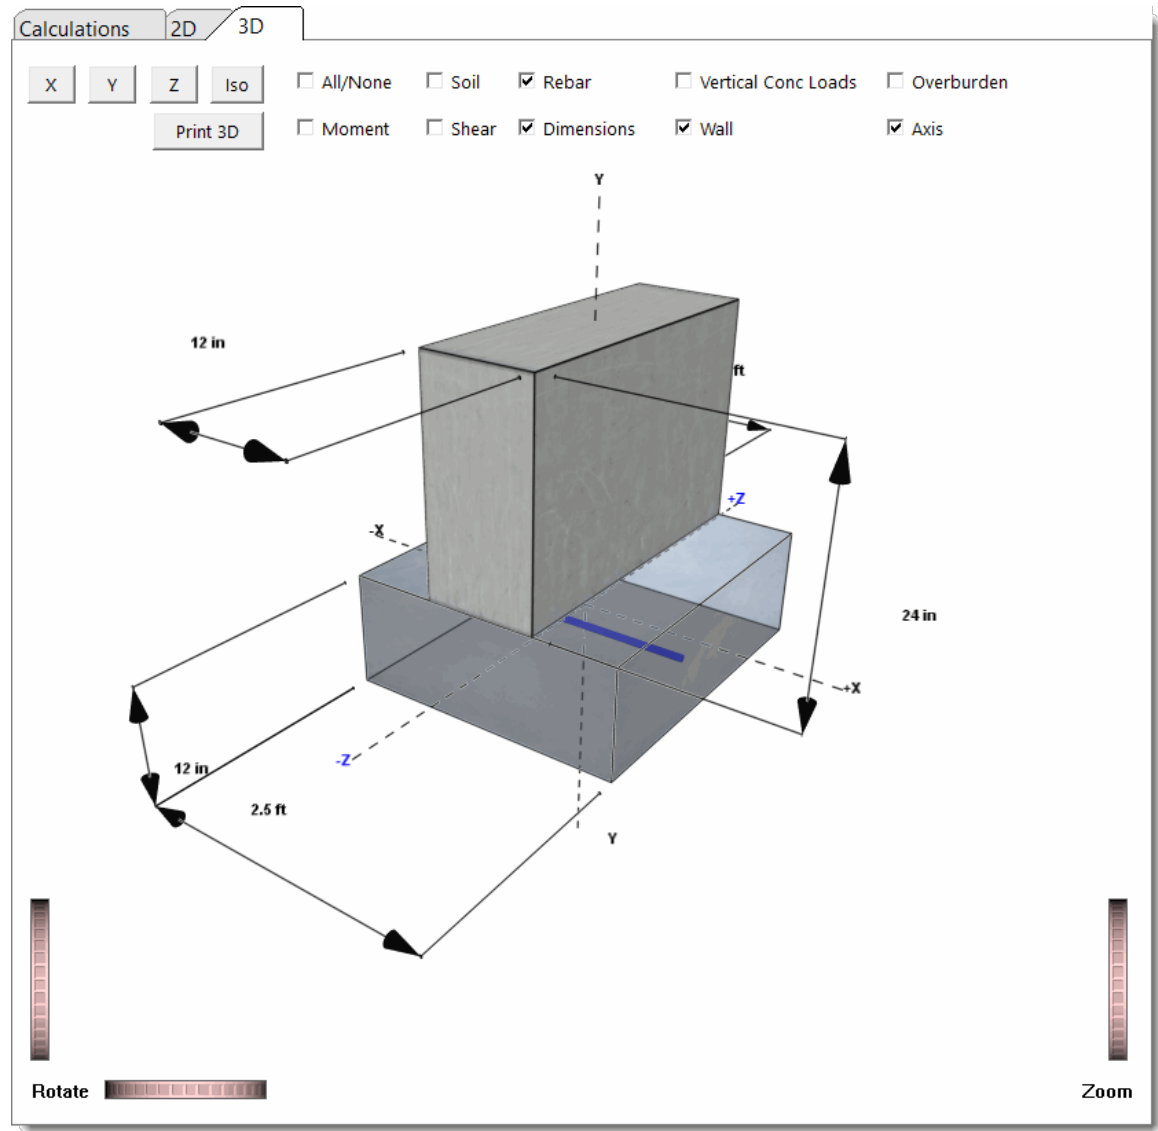 Calculations 2D 3D
X Y Z Iso All/None Soil Rebar Vertical Conc Loads Overburden
Print 3D Moment Shear Dimensions Wall Axis
Y
12 in
ft
+Z
-X
24 in
+X
-Z
12 in
2.5 ft
Y
Rotate Zoom